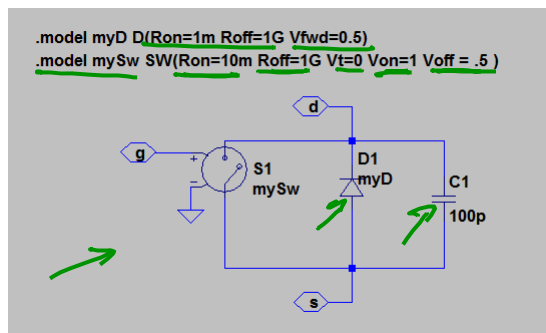 .model myD D(Ron=1m Roff=1G Vfwd=0.5)
.model mySw SW(Ron=10m Roff=1G Vt=0 Von=1 Voff = .5 )
d
g
+
−
S1
mySw
D1
myD
C1
100p
s